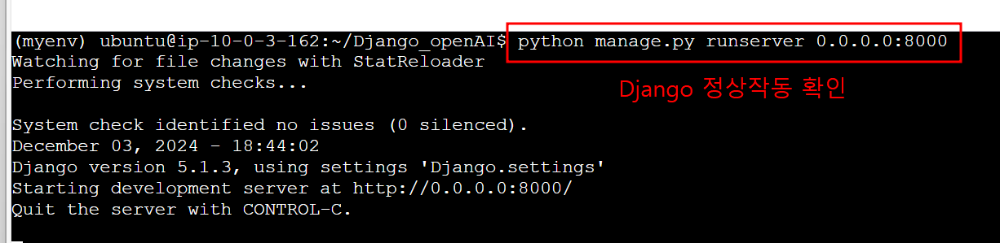 (myenv) ubuntu@ip-10-0-3-162:~/Django_openAI$ python manage.py runserver 0.0.0.0:8000
Watching for file changes with StatReloader
Performing system checks...
Django 정상작동 확인
System check identified no issues (0 silenced).
December 03, 2024 - 18:44:02
Django version 5.1.3, using settings 'Django.settings'
Starting development server at http://0.0.0.0:8000/
Quit the server with CONTROL-C.